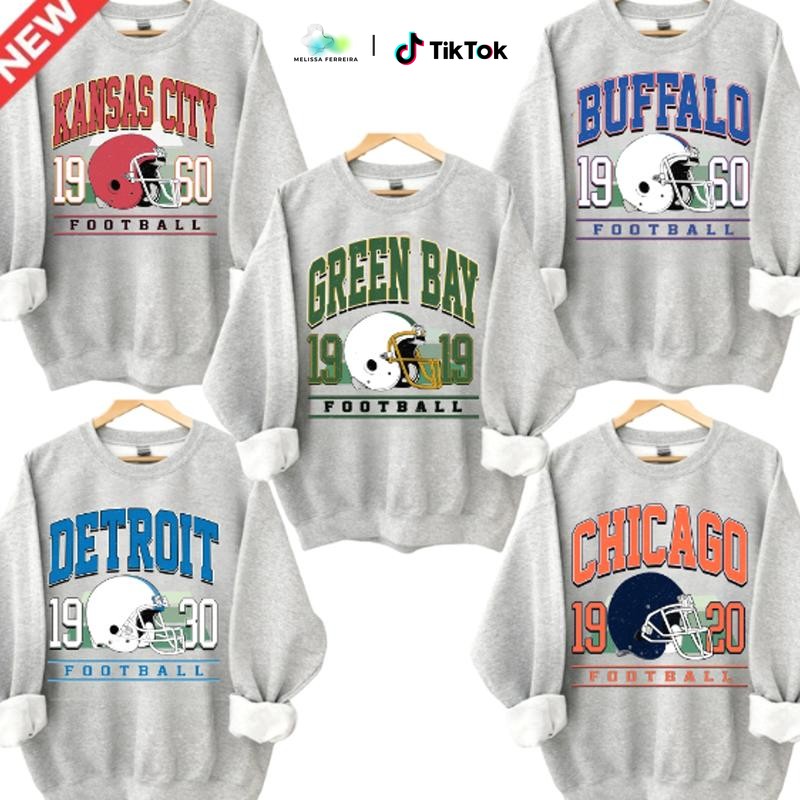 NEW
MELISSA FERREIRA
TikTok
KANSAS CITY
19 60
FOOTBALL
BUFFALO
19 60
FOOTBALL
GREEN BAY
19 19
FOOTBALL
DETROIT
19 30
FOOTBALL
CHICAGO
19 20
FOOTBALL